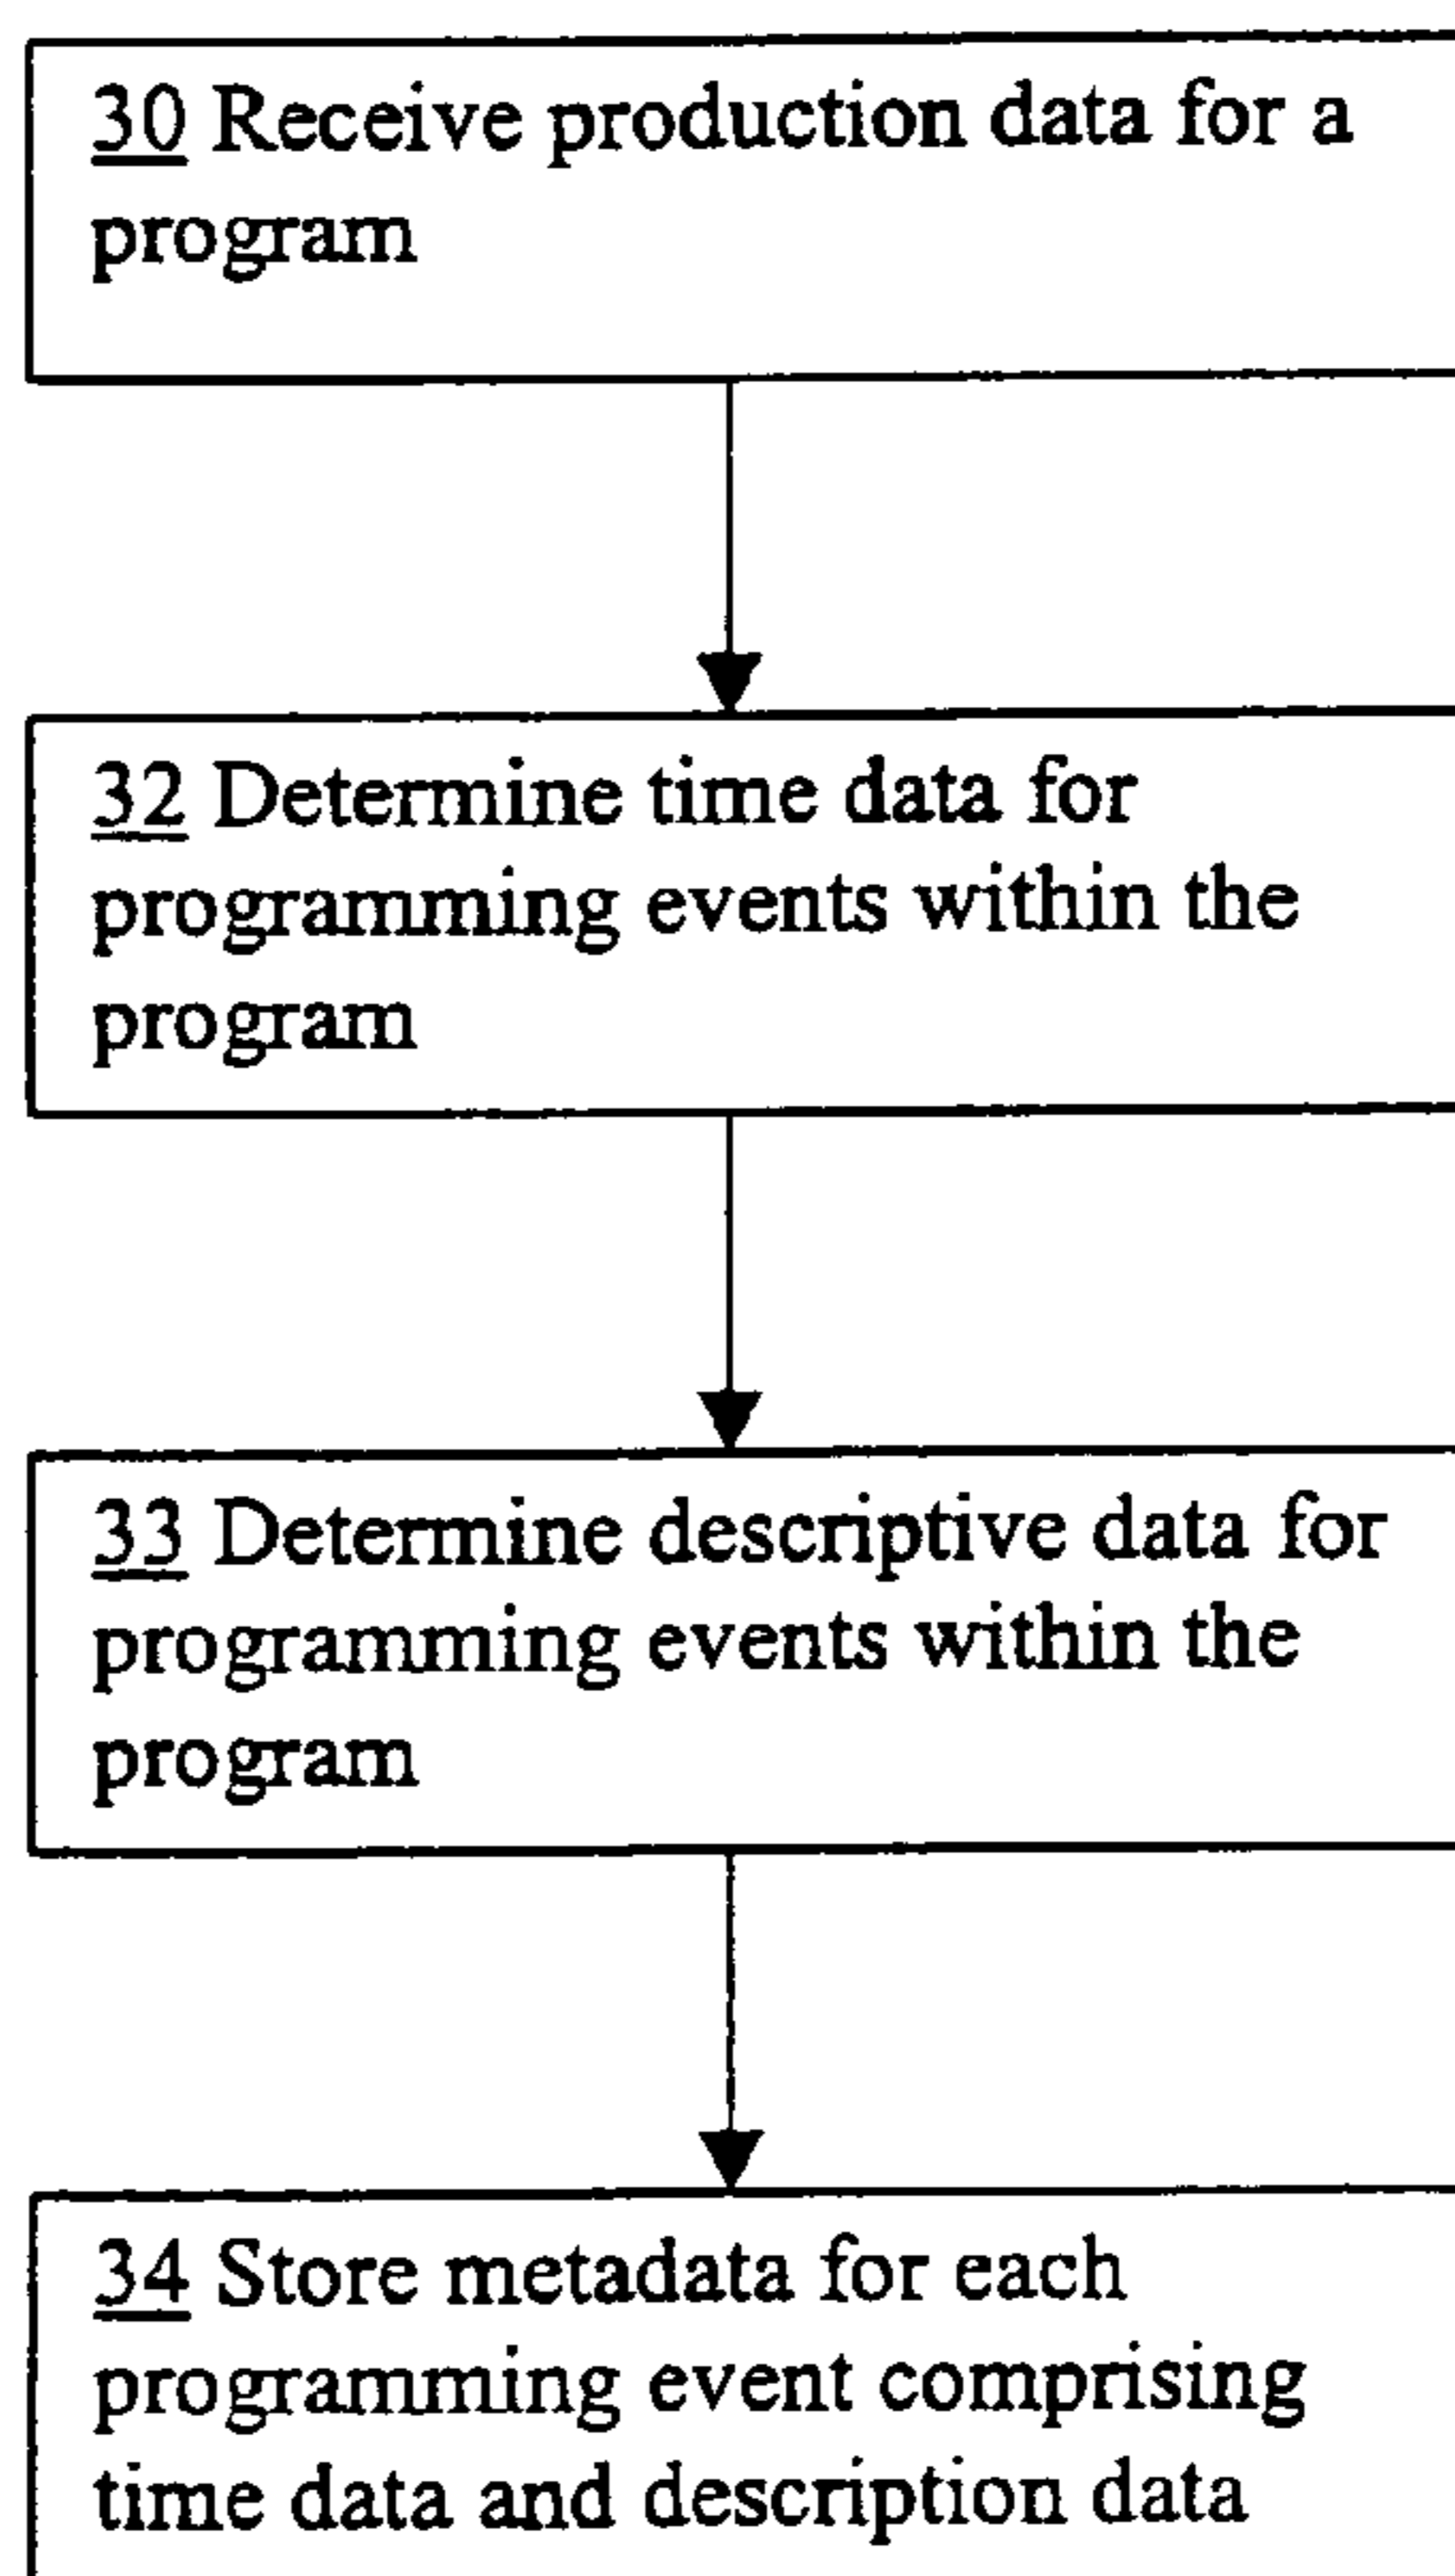 30 Receive production data for a
program
32 Determine time data for
programming events within the
program
33 Determine descriptive data for
programming events within the
program
34 Store metadata for each
programming event comprising
time data and description data